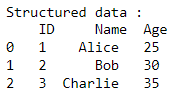 Structured data :
   ID     Name  Age
0   1    Alice   25
1   2      Bob   30
2   3  Charlie   35